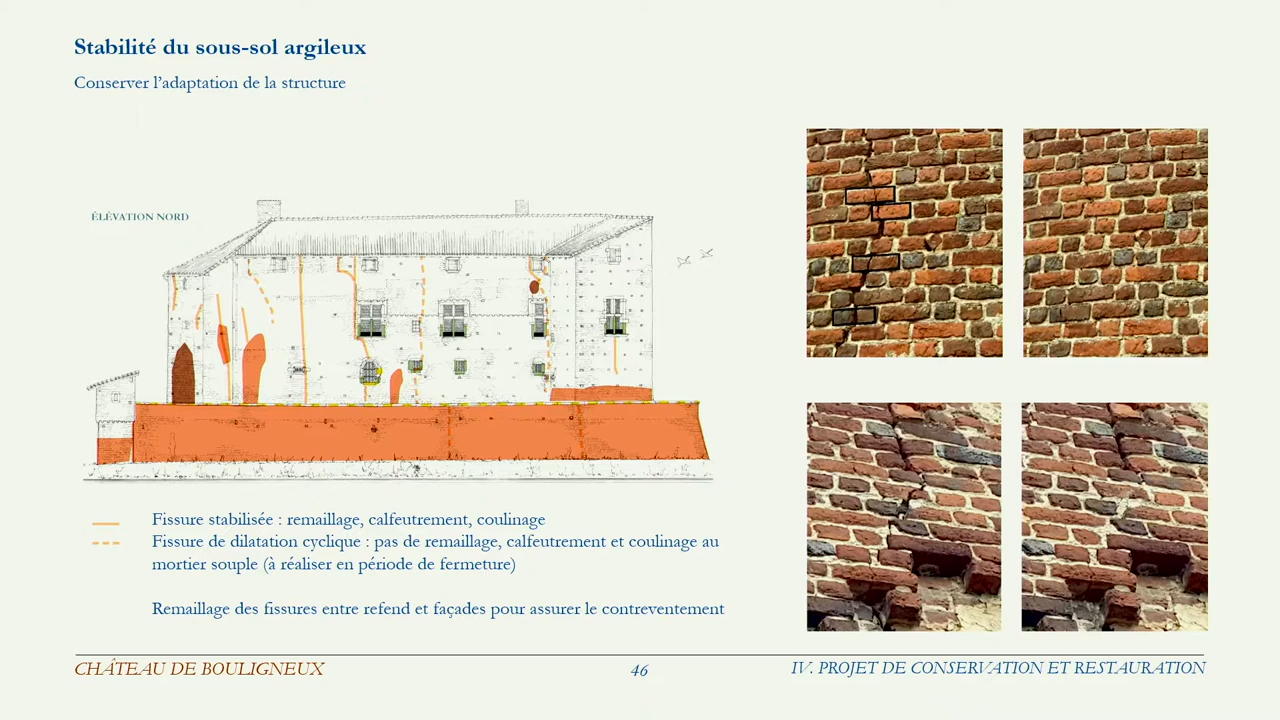 Stabilité du sous-sol argileux
Conserver l’adaptation de la structure
ÉLÉVATION NORD
Fissure stabilisée : remaillage, calfeutrement, coulinage
Fissure de dilatation cyclique : pas de remaillage, calfeutrement et coulinage au
mortier souple (à réaliser en période de fermeture)
Remaillage des fissures entre refend et façades pour assurer le contreventement
CHÂTEAU DE BOULIGNEUX
46
IV. PROJET DE CONSERVATION ET RESTAURATION